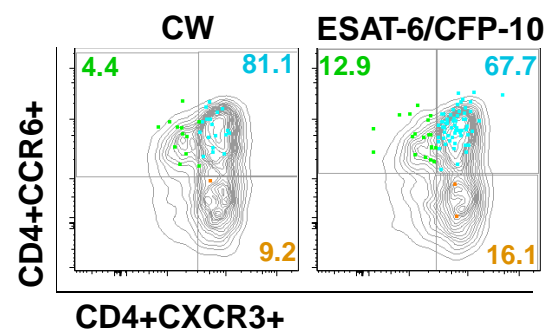 CW
ESAT-6/CFP-10
4.4
81.1
12.9
67.7
CD4+CCR6+
9.2
16.1
CD4+CXCR3+